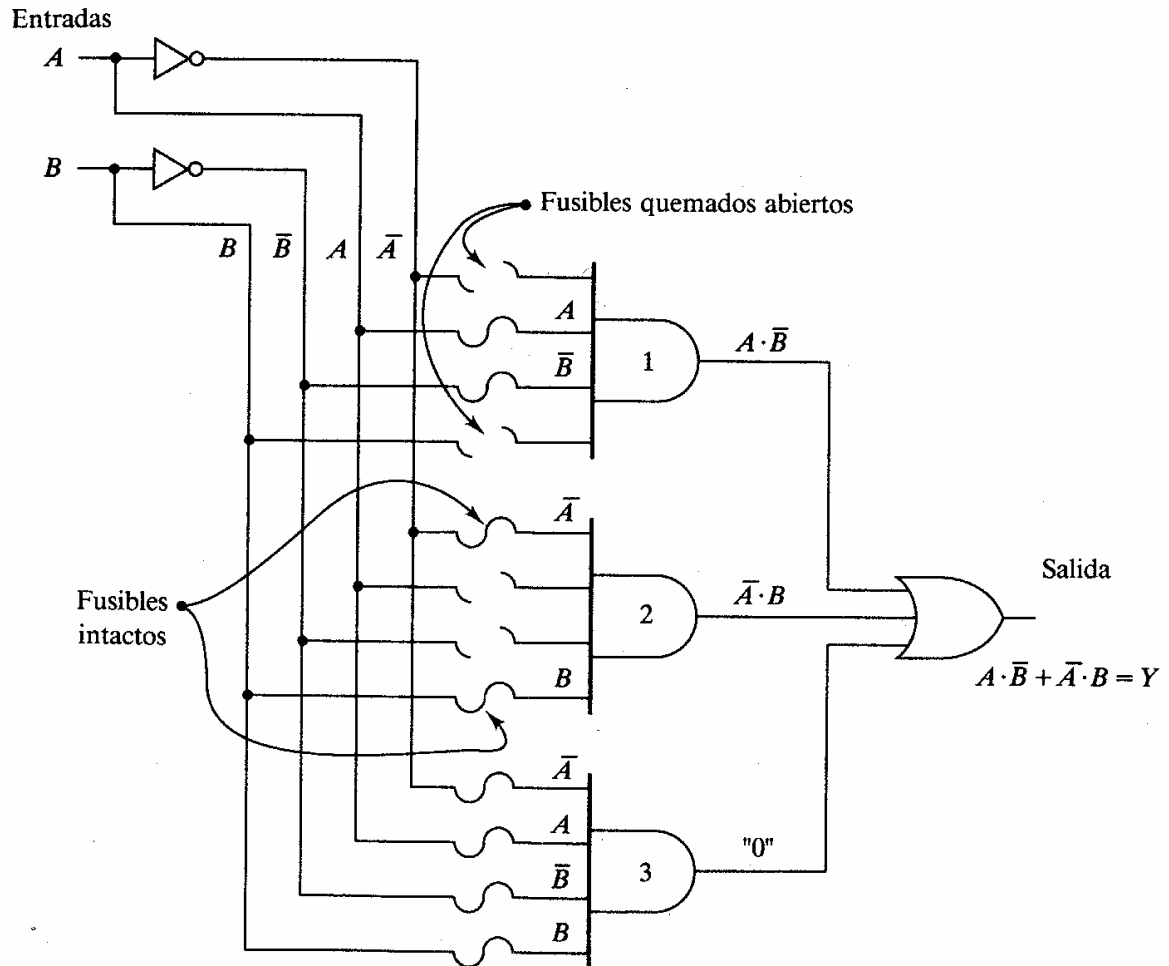 Entradas
A
B
Fusibles quemados abiertos
B B̅ A A̅
A
B̅
1
A·B̅
A̅
Fusibles
intactos
B
2
A̅·B
Salida
A·B̅ + A̅·B = Y
A̅
A
B̅
B
3
"0"